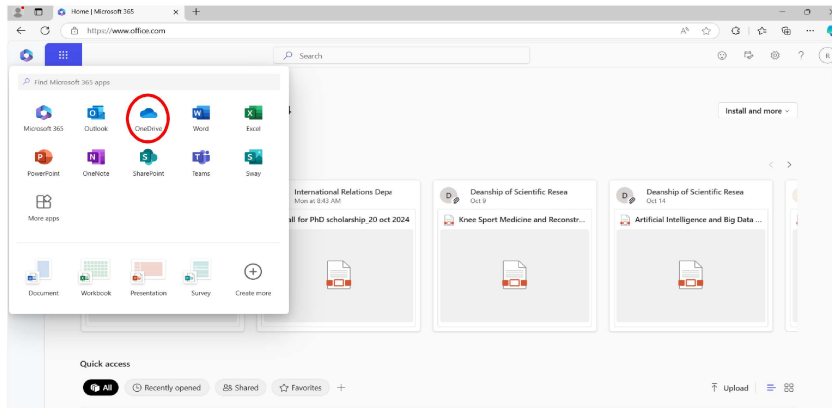 Home | Microsoft 365
https://www.office.com
Search
Find Microsoft 365 apps
Microsoft 365 Outlook OneDrive Word Excel
PowerPoint OneNote SharePoint Teams Sway
More apps
Document Workbook Presentation Survey Create more
Install and more
International Relations Depa
Mon at 8:43 AM
all for PhD scholarship_20 oct 2024
D Deanship of Scientific Resea
Oct 9
Knee Sport Medicine and Reconstr...
D Deanship of Scientific Resea
Oct 14
Artificial Intelligence and Big Data ...
Quick access
All Recently opened Shared Favorites
Upload